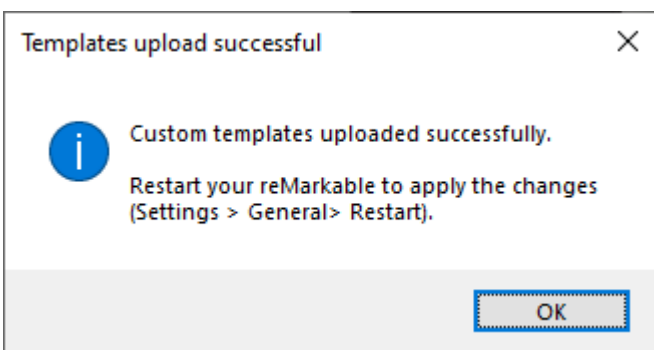 Templates upload successful
Custom templates uploaded successfully.
Restart your reMarkable to apply the changes
(Settings > General> Restart).
OK